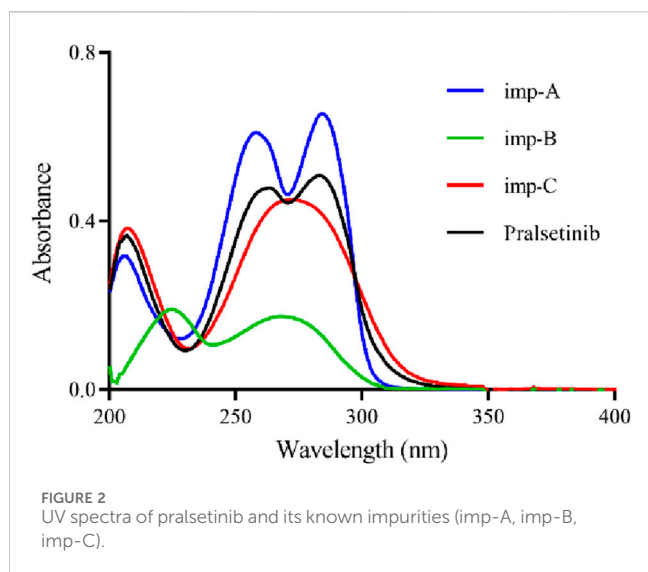 0.8
imp-A
imp-B
imp-C
Pralsetinib
Absorbance
0.4
0.0
200 250 300 350 400
Wavelength (nm)
FIGURE 2
UV spectra of pralsetinib and its known impurities (imp-A, imp-B,
imp-C).